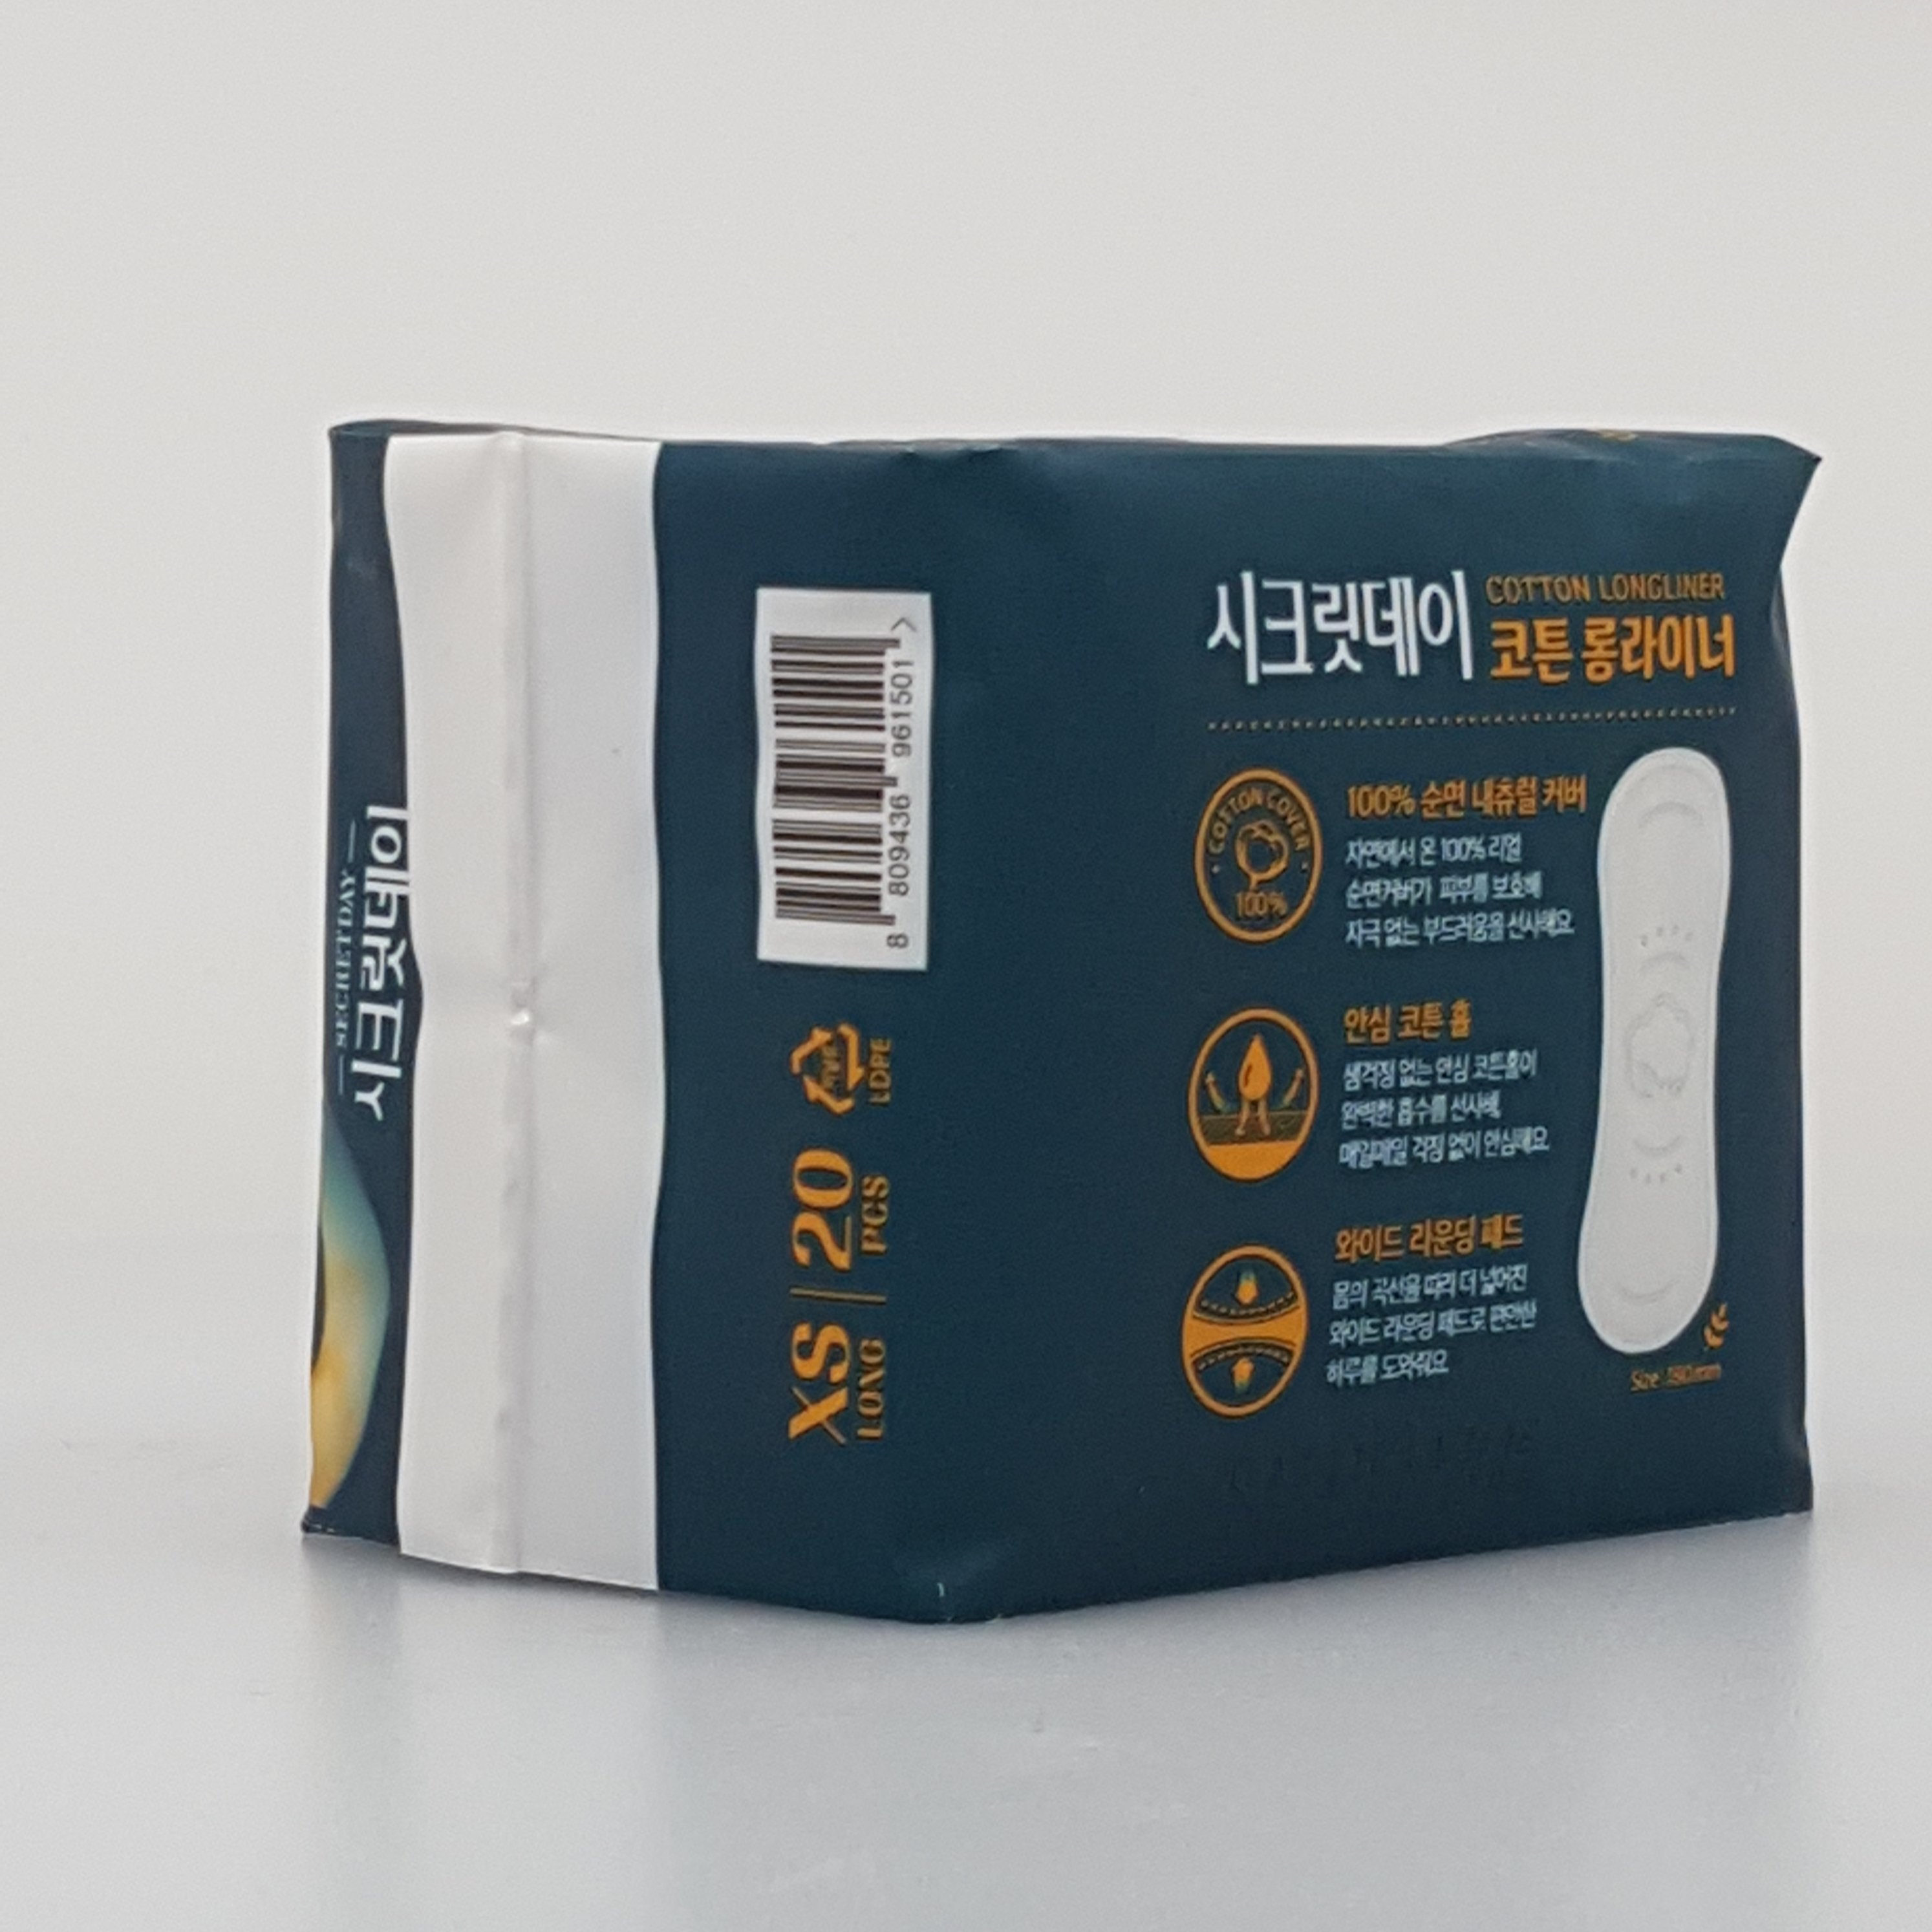 SECRETDAY
시크릿데이
8 809436 961501 >
비닐류
LDPE
XS LONG
20 PCS
시크릿데이
COTTON LONGLINER
코튼 롱라이너
COTTON COVER
100%
100% 순면 내츄럴 커버
자연에서 온 100% 리얼
순면커버가 피부를 보호해
자극 없는 부드러움을 선사해요
안심 코튼 홀
샘걱정 없는 안심 코튼홀이
완벽한 흡수를 선사해,
매일매일 걱정 없이 안심해요
와이드 라운딩 패드
몸의 곡선을 따라 더 넓어진
와이드 라운딩 패드로 편안한
하루를 도와줘요
Size